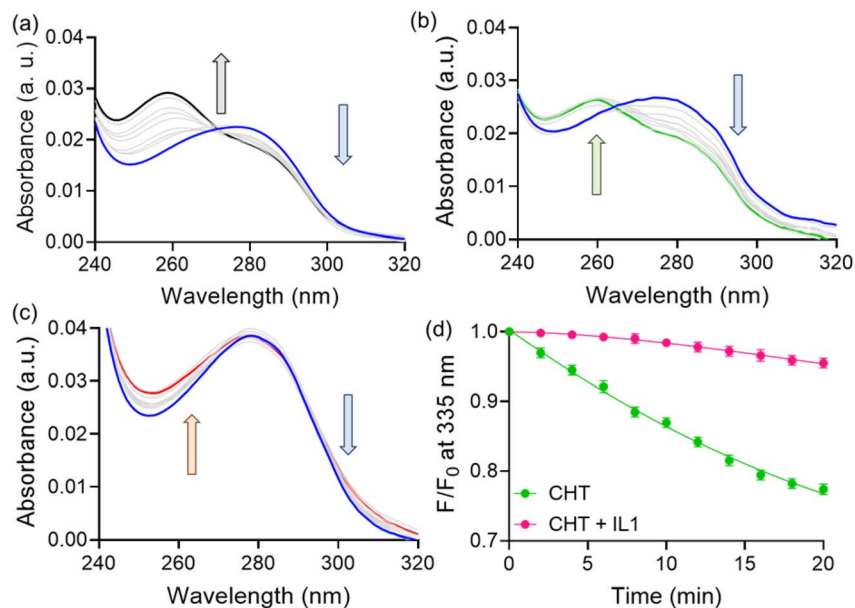 (a)
0.04
0.03
0.02
0.01
0.00
Absorbance (a. u.)
240 260 280 300 320
Wavelength (nm)
(b)
0.04
0.03
0.02
0.01
0.00
Absorbance (a.u.)
240 260 280 300 320
Wavelength (nm)
(c)
0.04
0.03
0.02
0.01
0.00
Absorbance (a.u.)
240 260 280 300 320
Wavelength (nm)
(d)
1.0
0.9
0.8
0.7
F/F₀ at 335 nm
CHT
CHT + IL1
0 5 10 15 20
Time (min)